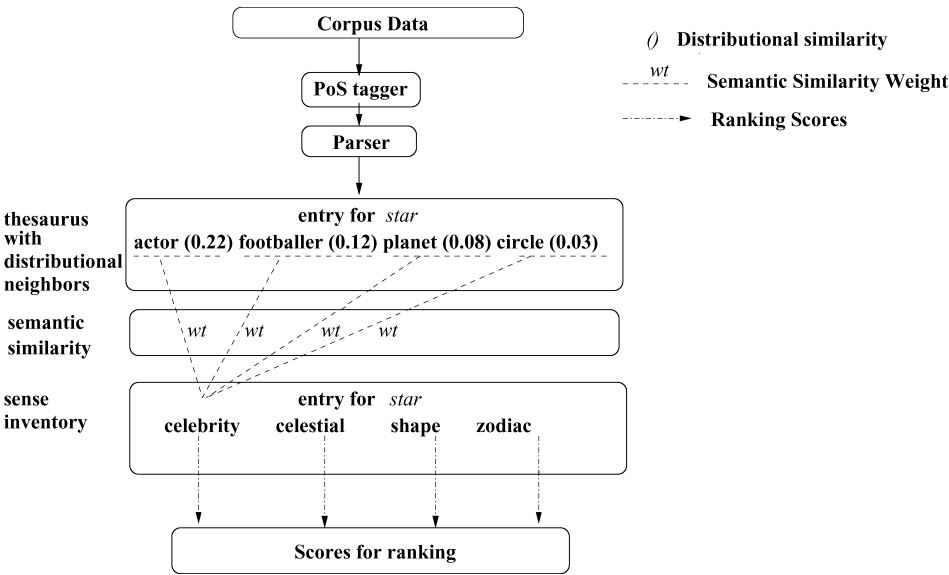 Corpus Data
() Distributional similarity
wt
Semantic Similarity Weight
PoS tagger
Ranking Scores
Parser
thesaurus
with
distributional
neighbors
entry for star
actor (0.22) footballer (0.12) planet (0.08) circle (0.03)
semantic
similarity
wt wt wt wt
sense
inventory
entry for star
celebrity celestial shape zodiac
Scores for ranking